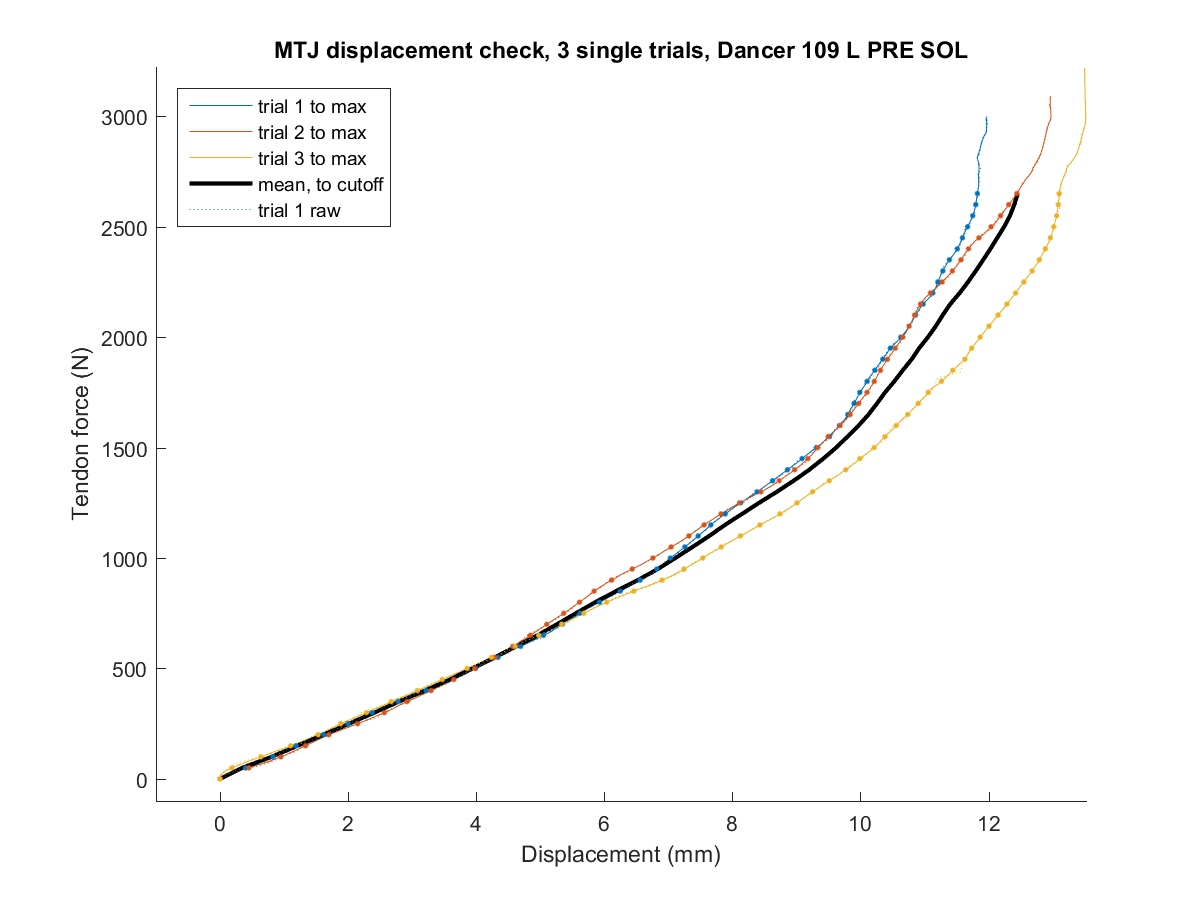 MTJ displacement check, 3 single trials, Dancer 109 L PRE SOL
trial 1 to max
trial 2 to max
trial 3 to max
mean, to cutoff
trial 1 raw
3000
2500
2000
1500
1000
500
0
Tendon force (N)
0 2 4 6 8 10 12
Displacement (mm)